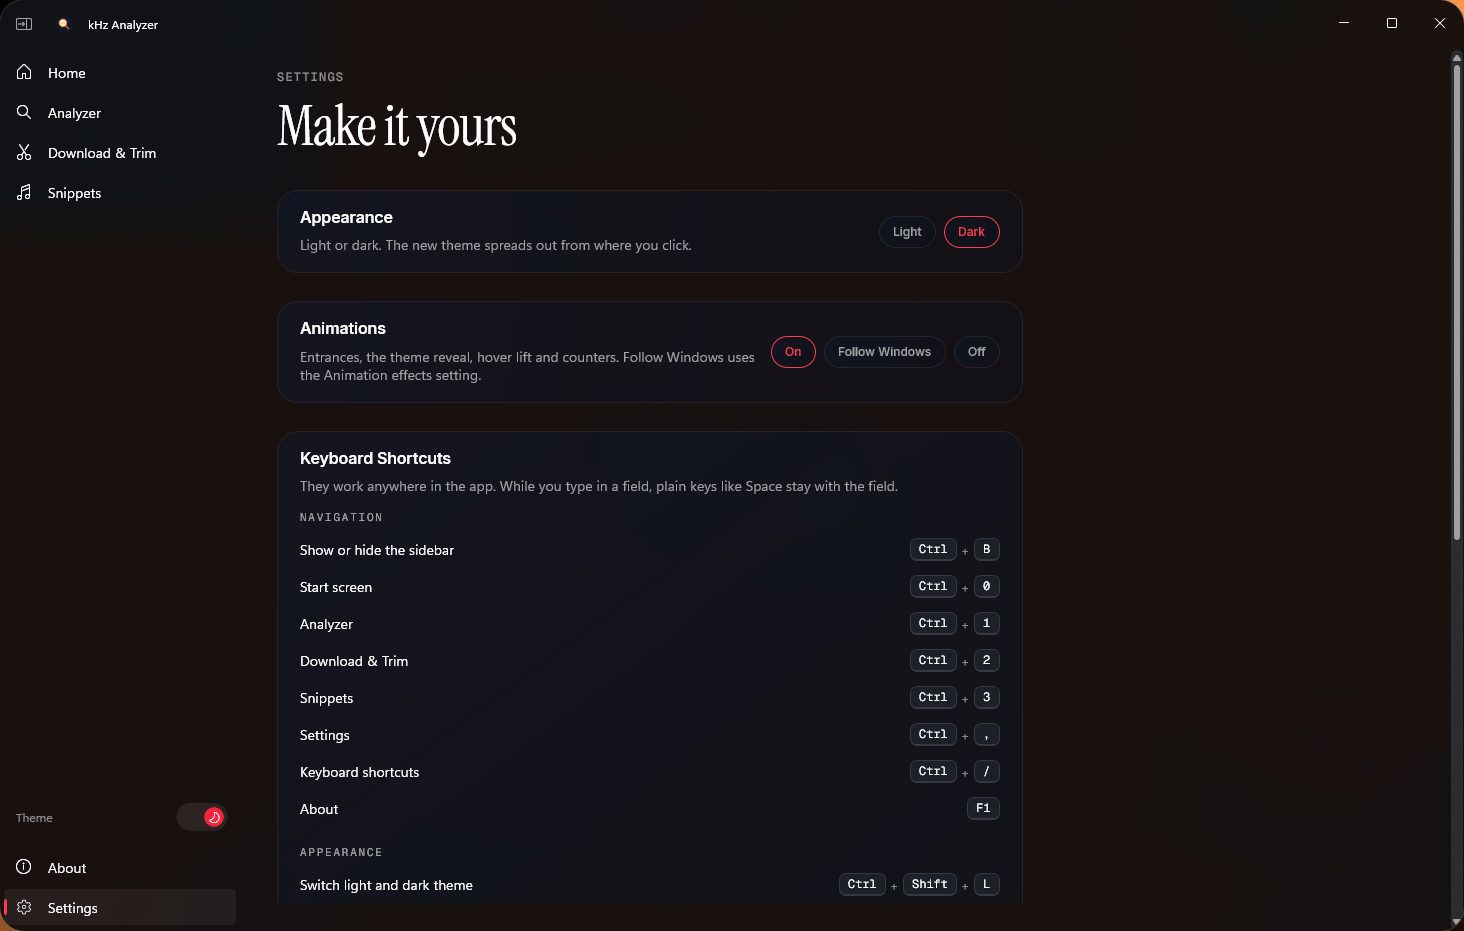 kHz Analyzer
Home
Analyzer
Download & Trim
Snippets
SETTINGS
Make it yours
Appearance
Light or dark. The new theme spreads out from where you click.
Light
Dark
Animations
Entrances, the theme reveal, hover lift and counters. Follow Windows uses
the Animation effects setting.
On
Follow Windows
Off
Keyboard Shortcuts
They work anywhere in the app. While you type in a field, plain keys like Space stay with the field.
NAVIGATION
Show or hide the sidebar Ctrl + B
Start screen Ctrl + 0
Analyzer Ctrl + 1
Download & Trim Ctrl + 2
Snippets Ctrl + 3
Settings Ctrl + ,
Keyboard shortcuts Ctrl + /
About F1
APPEARANCE
Switch light and dark theme Ctrl + Shift + L
Theme
About
Settings